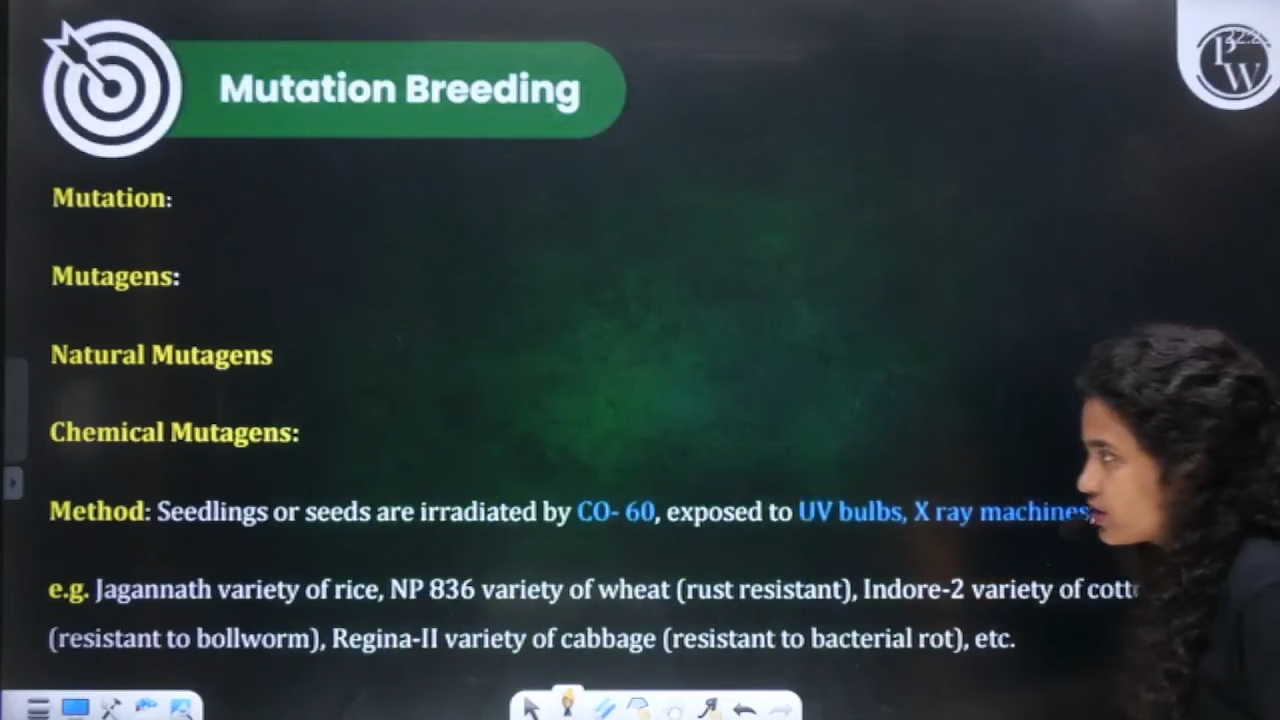 Mutation Breeding
PW
Mutation:
Mutagens:
Natural Mutagens
Chemical Mutagens:
Method: Seedlings or seeds are irradiated by CO- 60, exposed to UV bulbs, X ray machines
e.g. Jagannath variety of rice, NP 836 variety of wheat (rust resistant), Indore-2 variety of
(resistant to bollworm), Regina-II variety of cabbage (resistant to bacterial rot), etc.